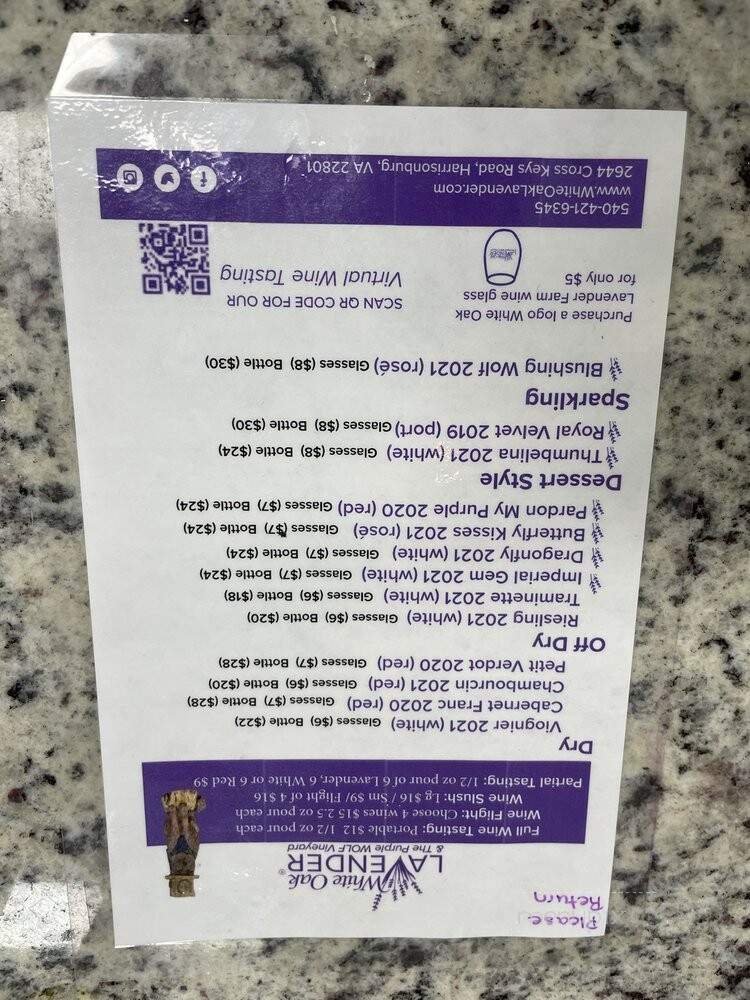 Please
Return
White Oak
LAVENDER®
& The Purple WOLF Vineyard
Full Wine Tasting: Portable $12 1/2 oz pour each
Wine Flight: Choose 4 wines $15 2.5 oz pour each
Wine Slush: Lg $16 / Sm $9/ Flight of 4 $16
Partial Tasting: 1/2 oz pour of 6 Lavender, 6 White or 6 Red $9
Dry
Viognier 2021 (white) Glasses ($6) Bottle ($22)
Cabernet Franc 2020 (red) Glasses ($7) Bottle ($28)
Chambourcin 2021 (red) Glasses ($6) Bottle ($20)
Petit Verdot 2020 (red) Glasses ($7) Bottle ($28)
Off Dry
Riesling 2021 (white) Glasses ($6) Bottle ($20)
Traminette 2021 (white) Glasses ($6) Bottle ($18)
Imperial Gem 2021 (white) Glasses ($7) Bottle ($24)
Dragonfly 2021 (white) Glasses ($7) Bottle ($24)
Butterfly Kisses 2021 (rosé) Glasses ($7) Bottle ($24)
Pardon My Purple 2020 (red) Glasses ($7) Bottle ($24)
Dessert Style
Thumbelina 2021 (white) Glasses ($8) Bottle ($24)
Royal Velvet 2019 (port) Glasses ($8) Bottle ($30)
Sparkling
Blushing Wolf 2021 (rosé) Glasses ($8) Bottle ($30)
Purchase a logo White Oak
Lavender Farm wine glass
for only $5
SCAN QR CODE FOR OUR
Virtual Wine Tasting
540-421-6345
www.WhiteOakLavender.com
2644 Cross Keys Road, Harrisonburg, VA 22801